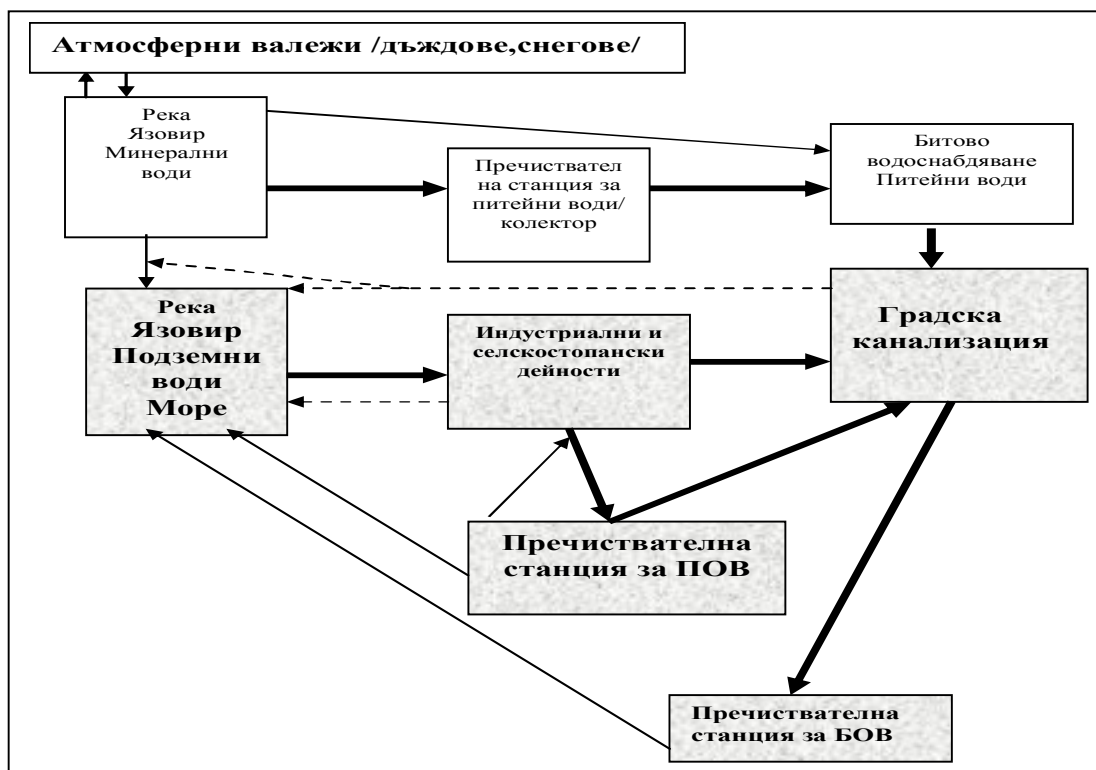 Атмосферни валежи /дъждове,снегове/
Река
Язовир
Минерални
води
Пречиствател
на станция за
питейни води/
колектор
Битово
водоснабдяване
Питейни води
Река
Язовир
Подземни
води
Море
Индустриални и
селскостопански
дейности
Градска
канализация
Пречиствателна
станция за ПОВ
Пречиствателна
станция за БОВ